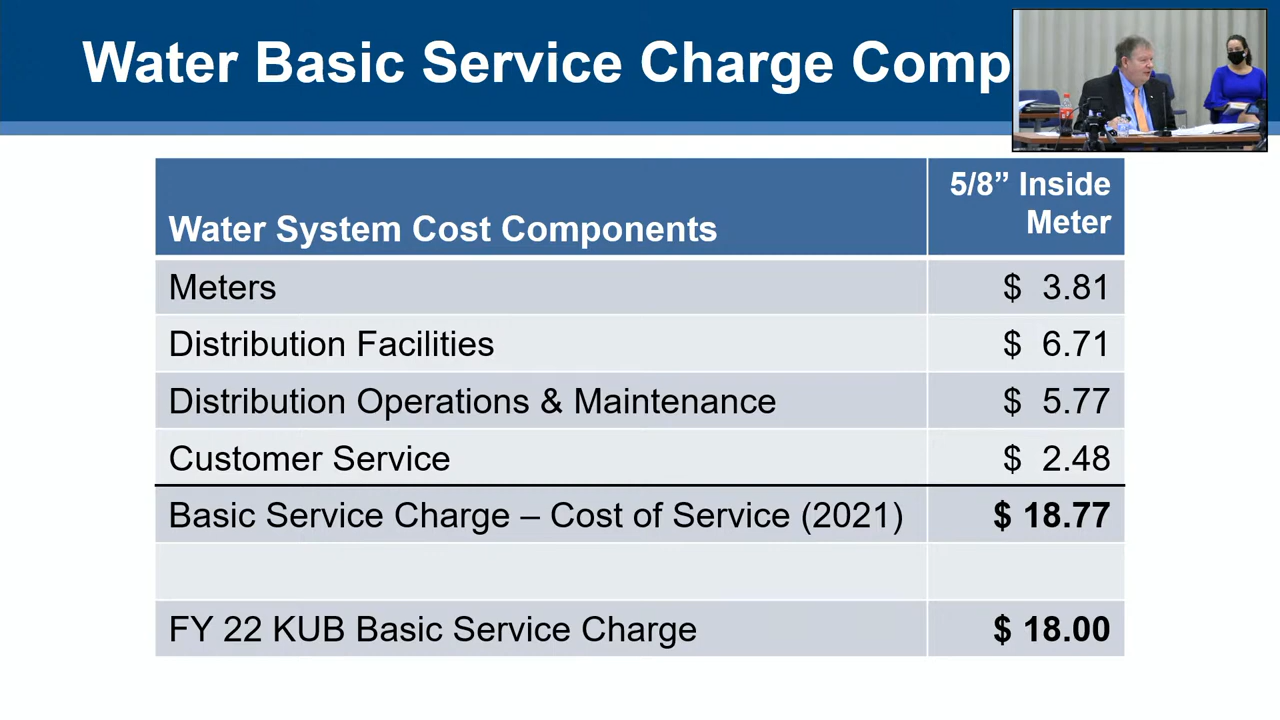 Water Basic Service Charge Comp
Water System Cost Components
5/8” Inside
Meter
Meters $ 3.81
Distribution Facilities $ 6.71
Distribution Operations & Maintenance $ 5.77
Customer Service $ 2.48
Basic Service Charge – Cost of Service (2021) $ 18.77
FY 22 KUB Basic Service Charge $ 18.00